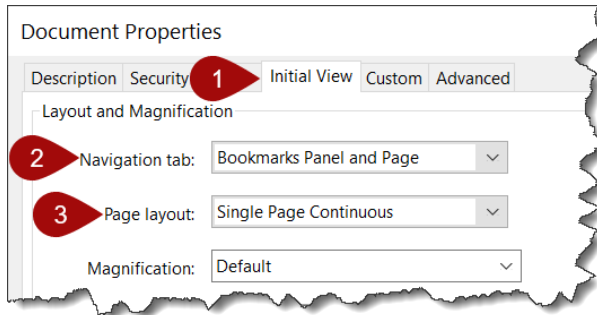 Document Properties
Description Security 1 Initial View Custom Advanced
Layout and Magnification
2 Navigation tab: Bookmarks Panel and Page
3 Page layout: Single Page Continuous
Magnification: Default